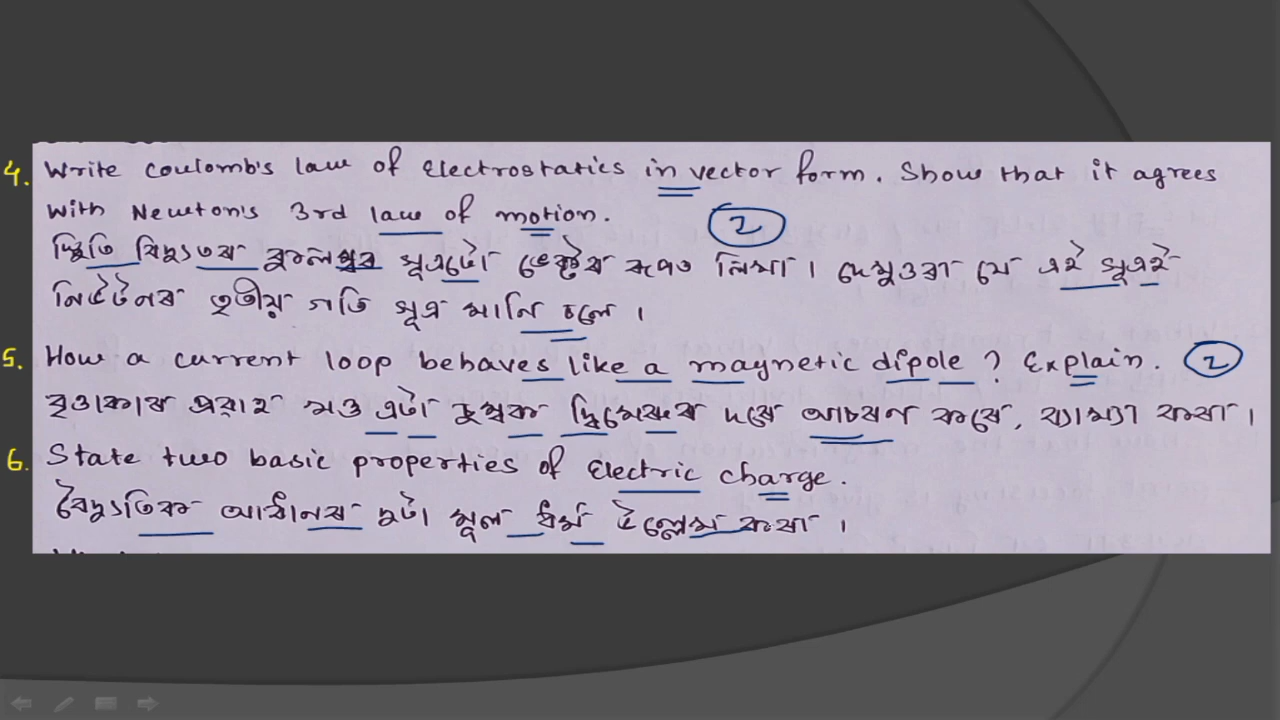 4. Write Coulomb's law of Electrostatics in vector form. Show that it agrees
with Newton's 3rd law of motion. 2
স্থিতি বিদ্যুতৰ কুলম্বৰ সূত্ৰটো ভেক্টৰ ৰূপত লিখা। দেখুওৱা যে এই সূত্ৰই
নিউটনৰ তৃতীয় গতি সূত্ৰ মানি চলে।
5. How a current loop behaves like a magnetic dipole? Explain. 2
বৃত্তাকাৰ প্ৰবাহ এটা চুম্বক দ্বিমেৰুৰ দৰে আচৰণ কৰে, ব্যাখ্যা কৰা।
6. State two basic properties of Electric charge.
বৈদ্যুতিক আধানৰ দুটা মূল ধৰ্ম উল্লেখ কৰা।